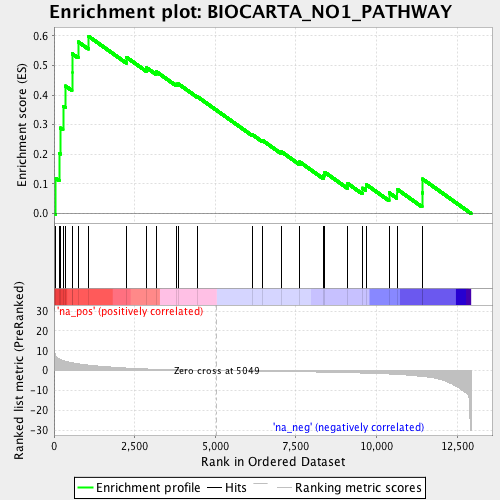 Enrichment plot: BIOCARTA_NO1_PATHWAY
Enrichment score (ES)
0.6
0.5
0.4
0.3
0.2
0.1
0.0
'na_pos' (positively correlated)
Ranked list metric (PreRanked)
30
20
10
0
-10
-20
-30
Zero cross at 5049
'na_neg' (negatively correlated)
0
2,500
5,000
7,500
10,000
12,500
Rank in Ordered Dataset
Enrichment profile
Hits
Ranking metric scores